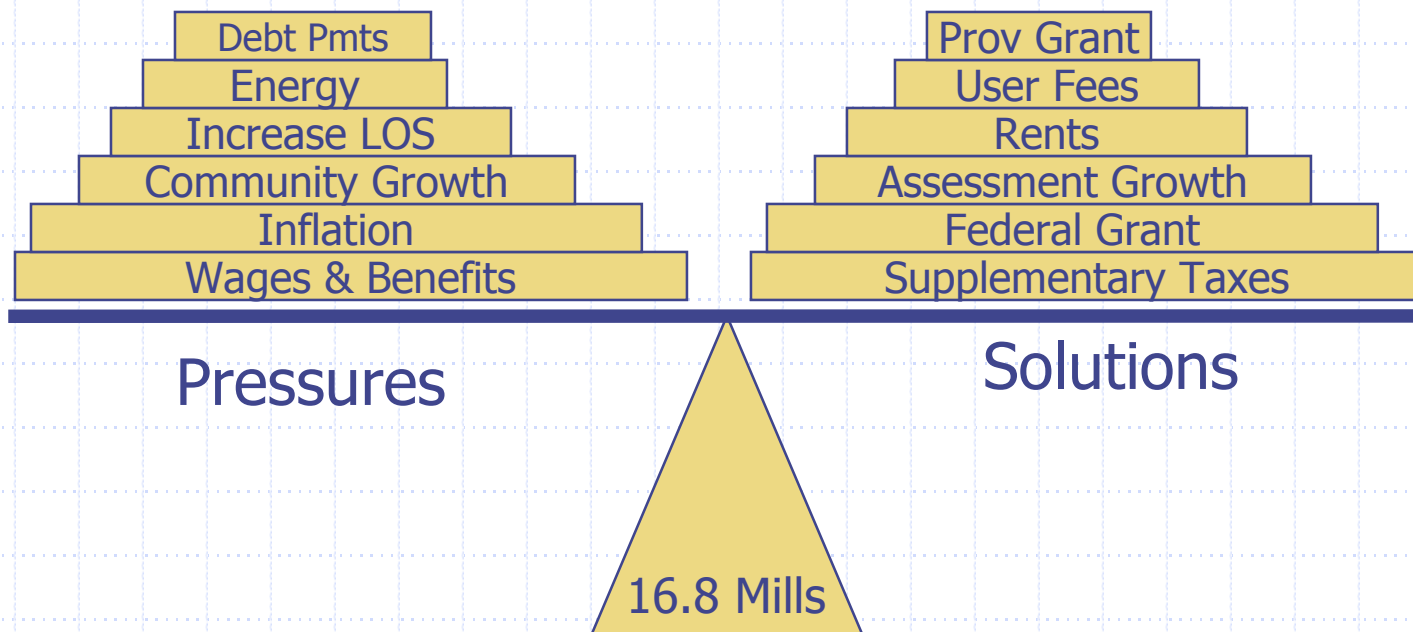 Debt Pmts
Energy
Increase LOS
Community Growth
Inflation
Wages & Benefits
Pressures
Prov Grant
User Fees
Rents
Assessment Growth
Federal Grant
Supplementary Taxes
Solutions
16.8 Mills